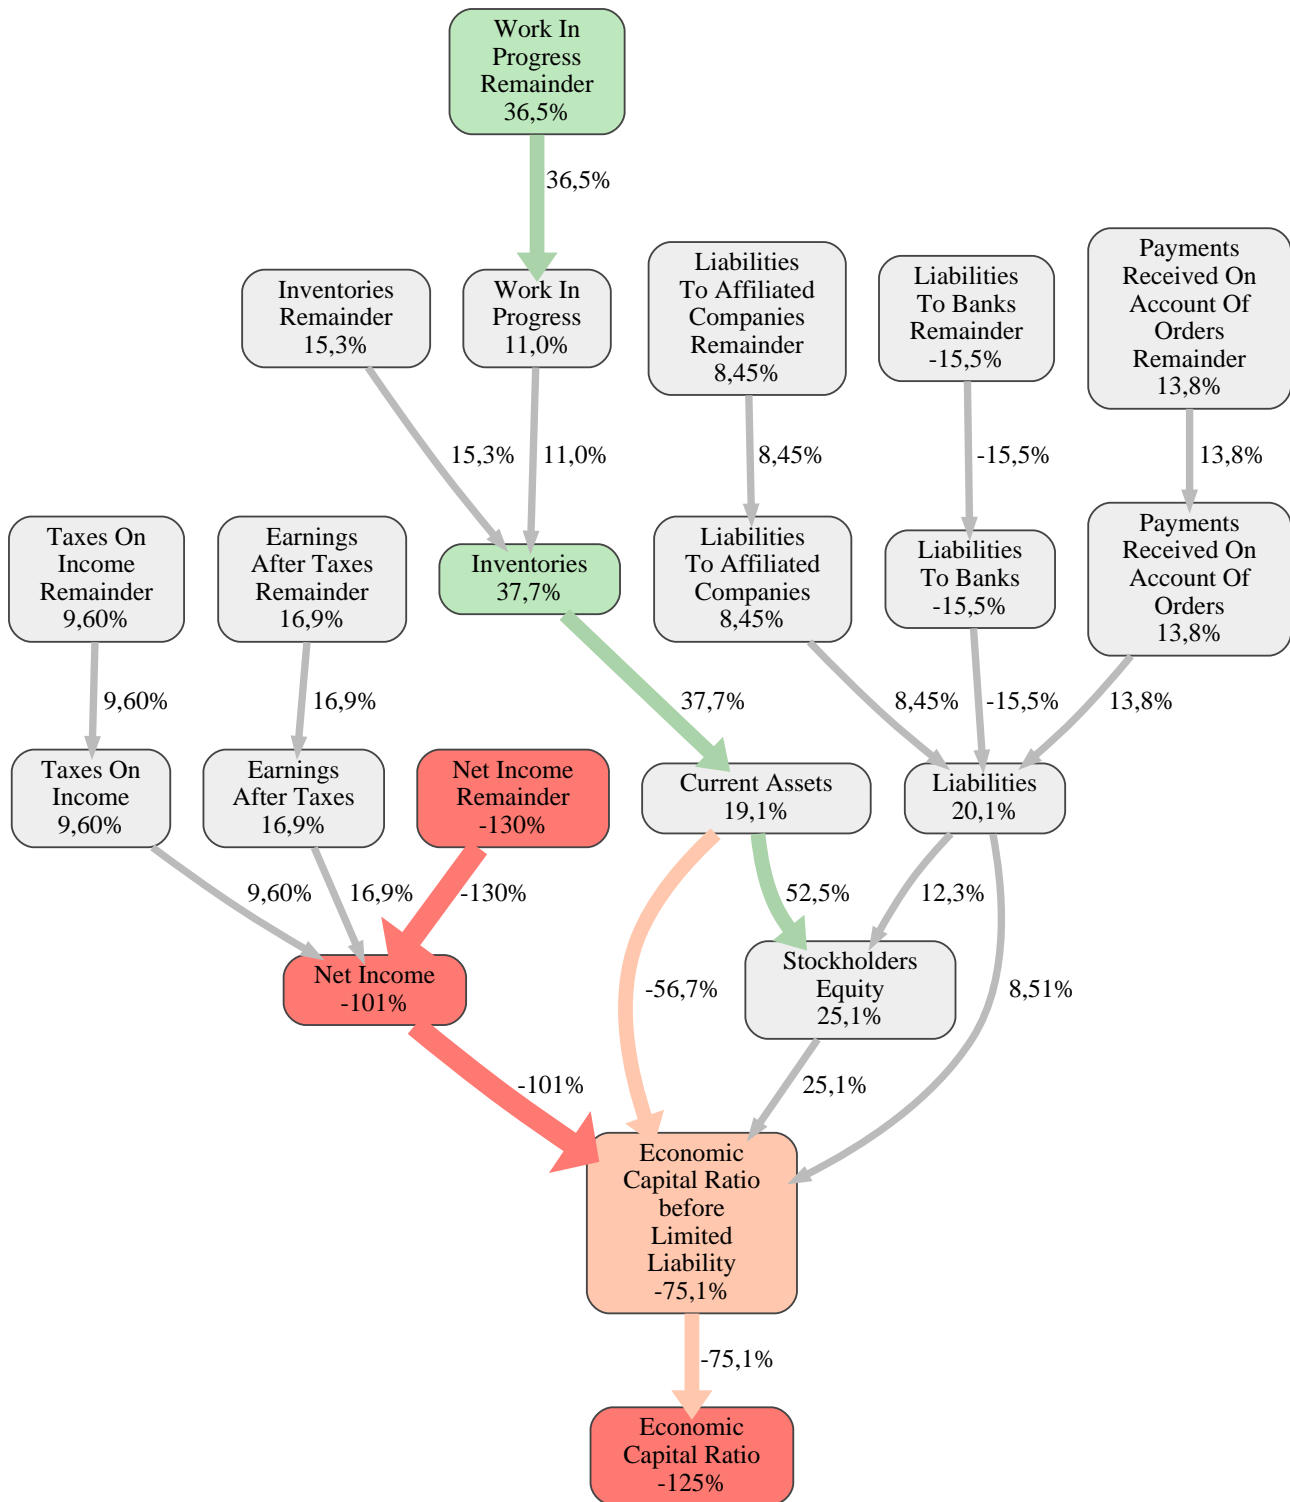 Work In
Progress
Remainder
36,5%
36,5%
Inventories
Remainder
15,3%
Work In
Progress
11,0%
Liabilities
To Affiliated
Companies
Remainder
8,45%
Liabilities
To Banks
Remainder
-15,5%
Payments
Received On
Account Of
Orders
Remainder
13,8%
15,3%
11,0%
8,45%
-15,5%
13,8%
Taxes On
Income
Remainder
9,60%
Earnings
After Taxes
Remainder
16,9%
Inventories
37,7%
Liabilities
To Affiliated
Companies
8,45%
Liabilities
To Banks
-15,5%
Payments
Received On
Account Of
Orders
13,8%
9,60%
16,9%
37,7%
8,45%
-15,5%
13,8%
Taxes On
Income
9,60%
Earnings
After Taxes
16,9%
Net Income
Remainder
-130%
Current Assets
19,1%
Liabilities
20,1%
9,60%
16,9%
-130%
52,5%
12,3%
Net Income
-101%
-56,7%
Stockholders
Equity
25,1%
8,51%
-101%
25,1%
Economic
Capital Ratio
before
Limited
Liability
-75,1%
-75,1%
Economic
Capital Ratio
-125%